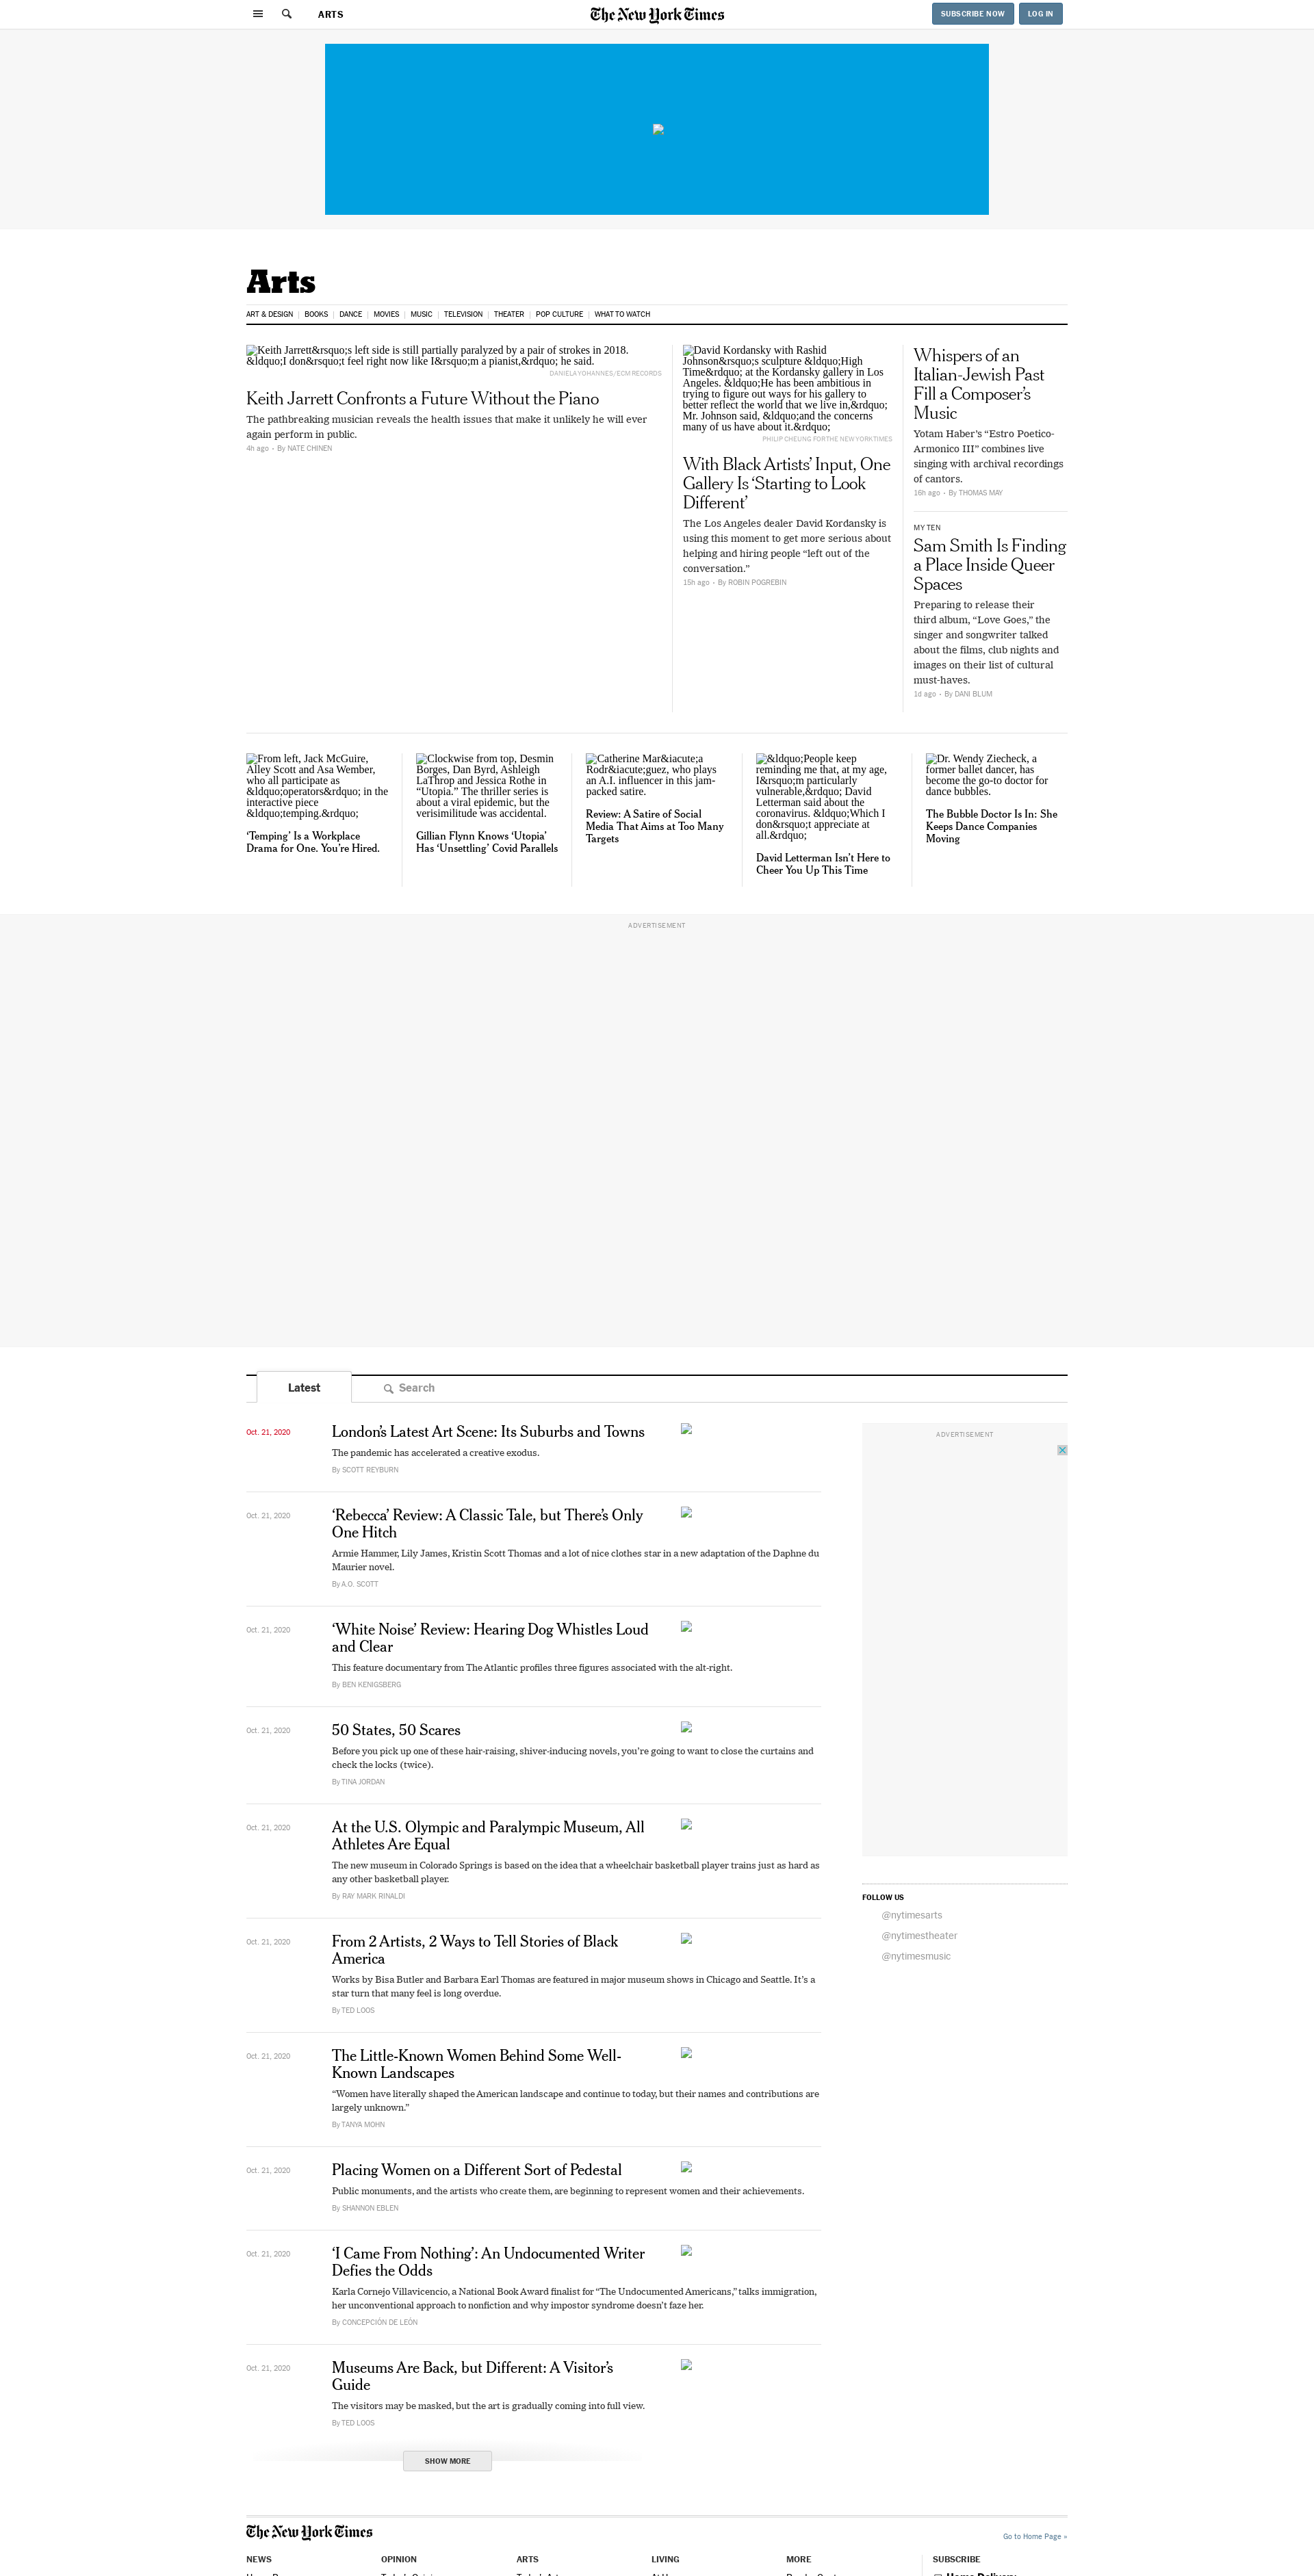 ARTS
The New York Times
SUBSCRIBE NOW
LOG IN
Arts
ART & DESIGN
BOOKS
DANCE
MOVIES
MUSIC
TELEVISION
THEATER
POP CULTURE
WHAT TO WATCH
Keith Jarrett&rsquo;s left side is still partially paralyzed by a pair of strokes in 2018.
&ldquo;I don&rsquo;t feel right now like I&rsquo;m a pianist,&rdquo; he said.
DANIELA YOHANNES/ECM RECORDS
Keith Jarrett Confronts a Future Without the Piano
The pathbreaking musician reveals the health issues that make it unlikely he will ever
again perform in public.
4h ago • By NATE CHINEN
David Kordansky with Rashid
Johnson&rsquo;s sculpture &ldquo;High
Time&rdquo; at the Kordansky gallery in Los
Angeles. &ldquo;He has been ambitious in
trying to figure out ways for his gallery to
better reflect the world that we live in,&rdquo;
Mr. Johnson said, &ldquo;and the concerns
many of us have about it.&rdquo;
PHILIP CHEUNG FOR THE NEW YORK TIMES
With Black Artists’ Input, One
Gallery Is ‘Starting to Look
Different’
The Los Angeles dealer David Kordansky is
using this moment to get more serious about
helping and hiring people “left out of the
conversation.”
15h ago • By ROBIN POGREBIN
Whispers of an
Italian-Jewish Past
Fill a Composer’s
Music
Yotam Haber’s “Estro Poetico-
Armonico III” combines live
singing with archival recordings
of cantors.
16h ago • By THOMAS MAY
MY TEN
Sam Smith Is Finding
a Place Inside Queer
Spaces
Preparing to release their
third album, “Love Goes,” the
singer and songwriter talked
about the films, club nights and
images on their list of cultural
must-haves.
1d ago • By DANI BLUM
From left, Jack McGuire,
Alley Scott and Asa Wember,
who all participate as
&ldquo;operators&rdquo; in the
interactive piece
&ldquo;temping.&rdquo;
‘Temping’ Is a Workplace
Drama for One. You’re Hired.
Clockwise from top, Desmin
Borges, Dan Byrd, Ashleigh
LaThrop and Jessica Rothe in
“Utopia.” The thriller series is
about a viral epidemic, but the
verisimilitude was accidental.
Gillian Flynn Knows ‘Utopia’
Has ‘Unsettling’ Covid Parallels
Catherine Mar&iacute;a
Rodr&iacute;guez, who plays
an A.I. influencer in this jam-
packed satire.
Review: A Satire of Social
Media That Aims at Too Many
Targets
&ldquo;People keep
reminding me that, at my age,
I&rsquo;m particularly
vulnerable,&rdquo; David
Letterman said about the
coronavirus. &ldquo;Which I
don&rsquo;t appreciate at
all.&rdquo;
David Letterman Isn’t Here to
Cheer You Up This Time
Dr. Wendy Ziecheck, a
former ballet dancer, has
become the go-to doctor for
dance bubbles.
The Bubble Doctor Is In: She
Keeps Dance Companies
Moving
ADVERTISEMENT
Latest
Search
Oct. 21, 2020
London’s Latest Art Scene: Its Suburbs and Towns
The pandemic has accelerated a creative exodus.
By SCOTT REYBURN
Oct. 21, 2020
‘Rebecca’ Review: A Classic Tale, but There’s Only
One Hitch
Armie Hammer, Lily James, Kristin Scott Thomas and a lot of nice clothes star in a new adaptation of the Daphne du
Maurier novel.
By A.O. SCOTT
Oct. 21, 2020
‘White Noise’ Review: Hearing Dog Whistles Loud
and Clear
This feature documentary from The Atlantic profiles three figures associated with the alt-right.
By BEN KENIGSBERG
Oct. 21, 2020
50 States, 50 Scares
Before you pick up one of these hair-raising, shiver-inducing novels, you’re going to want to close the curtains and
check the locks (twice).
By TINA JORDAN
Oct. 21, 2020
At the U.S. Olympic and Paralympic Museum, All
Athletes Are Equal
The new museum in Colorado Springs is based on the idea that a wheelchair basketball player trains just as hard as
any other basketball player.
By RAY MARK RINALDI
Oct. 21, 2020
From 2 Artists, 2 Ways to Tell Stories of Black
America
Works by Bisa Butler and Barbara Earl Thomas are featured in major museum shows in Chicago and Seattle. It’s a
star turn that many feel is long overdue.
By TED LOOS
Oct. 21, 2020
The Little-Known Women Behind Some Well-
Known Landscapes
“Women have literally shaped the American landscape and continue to today, but their names and contributions are
largely unknown.”
By TANYA MOHN
Oct. 21, 2020
Placing Women on a Different Sort of Pedestal
Public monuments, and the artists who create them, are beginning to represent women and their achievements.
By SHANNON EBLEN
Oct. 21, 2020
‘I Came From Nothing’: An Undocumented Writer
Defies the Odds
Karla Cornejo Villavicencio, a National Book Award finalist for “The Undocumented Americans,” talks immigration,
her unconventional approach to nonfiction and why impostor syndrome doesn’t faze her.
By CONCEPCIÓN DE LEÓN
Oct. 21, 2020
Museums Are Back, but Different: A Visitor’s
Guide
The visitors may be masked, but the art is gradually coming into full view.
By TED LOOS
SHOW MORE
ADVERTISEMENT
FOLLOW US
@nytimesarts
@nytimestheater
@nytimesmusic
The New York Times
Go to Home Page »
NEWS
OPINION
ARTS
LIVING
MORE
SUBSCRIBE